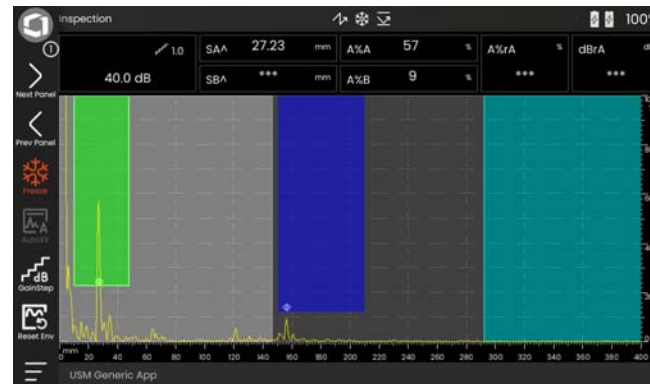 Inspection
100%
1
1.0
40.0 dB
SA^ 27.23 mm
A%A 57 %
A%rA %
dBrA
SB^ *** mm
A%B 9 %
***
***
Next Panel
Prev Panel
Freeze
AutoXX
dB
GainStep
Reset Env
mm 20 40 60 80 100 120 140 160 180 200 220 240 260 280 300 320 340 360 380 400
USM Generic App